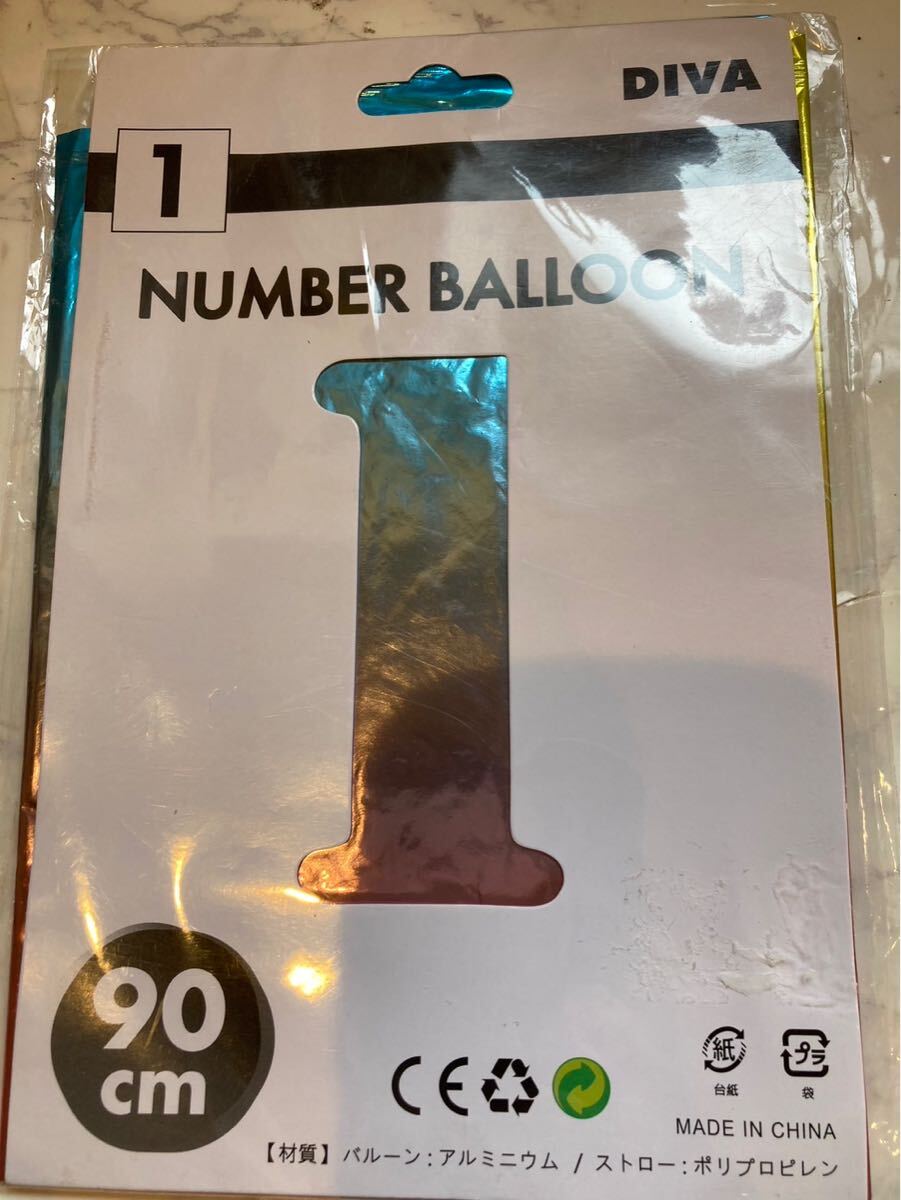 DIVA
1
NUMBER BALLOON
90
cm
CE
紙
台紙
プラ
袋
MADE IN CHINA
【材質】バルーン:アルミニウム / ストロー:ポリプロピレン